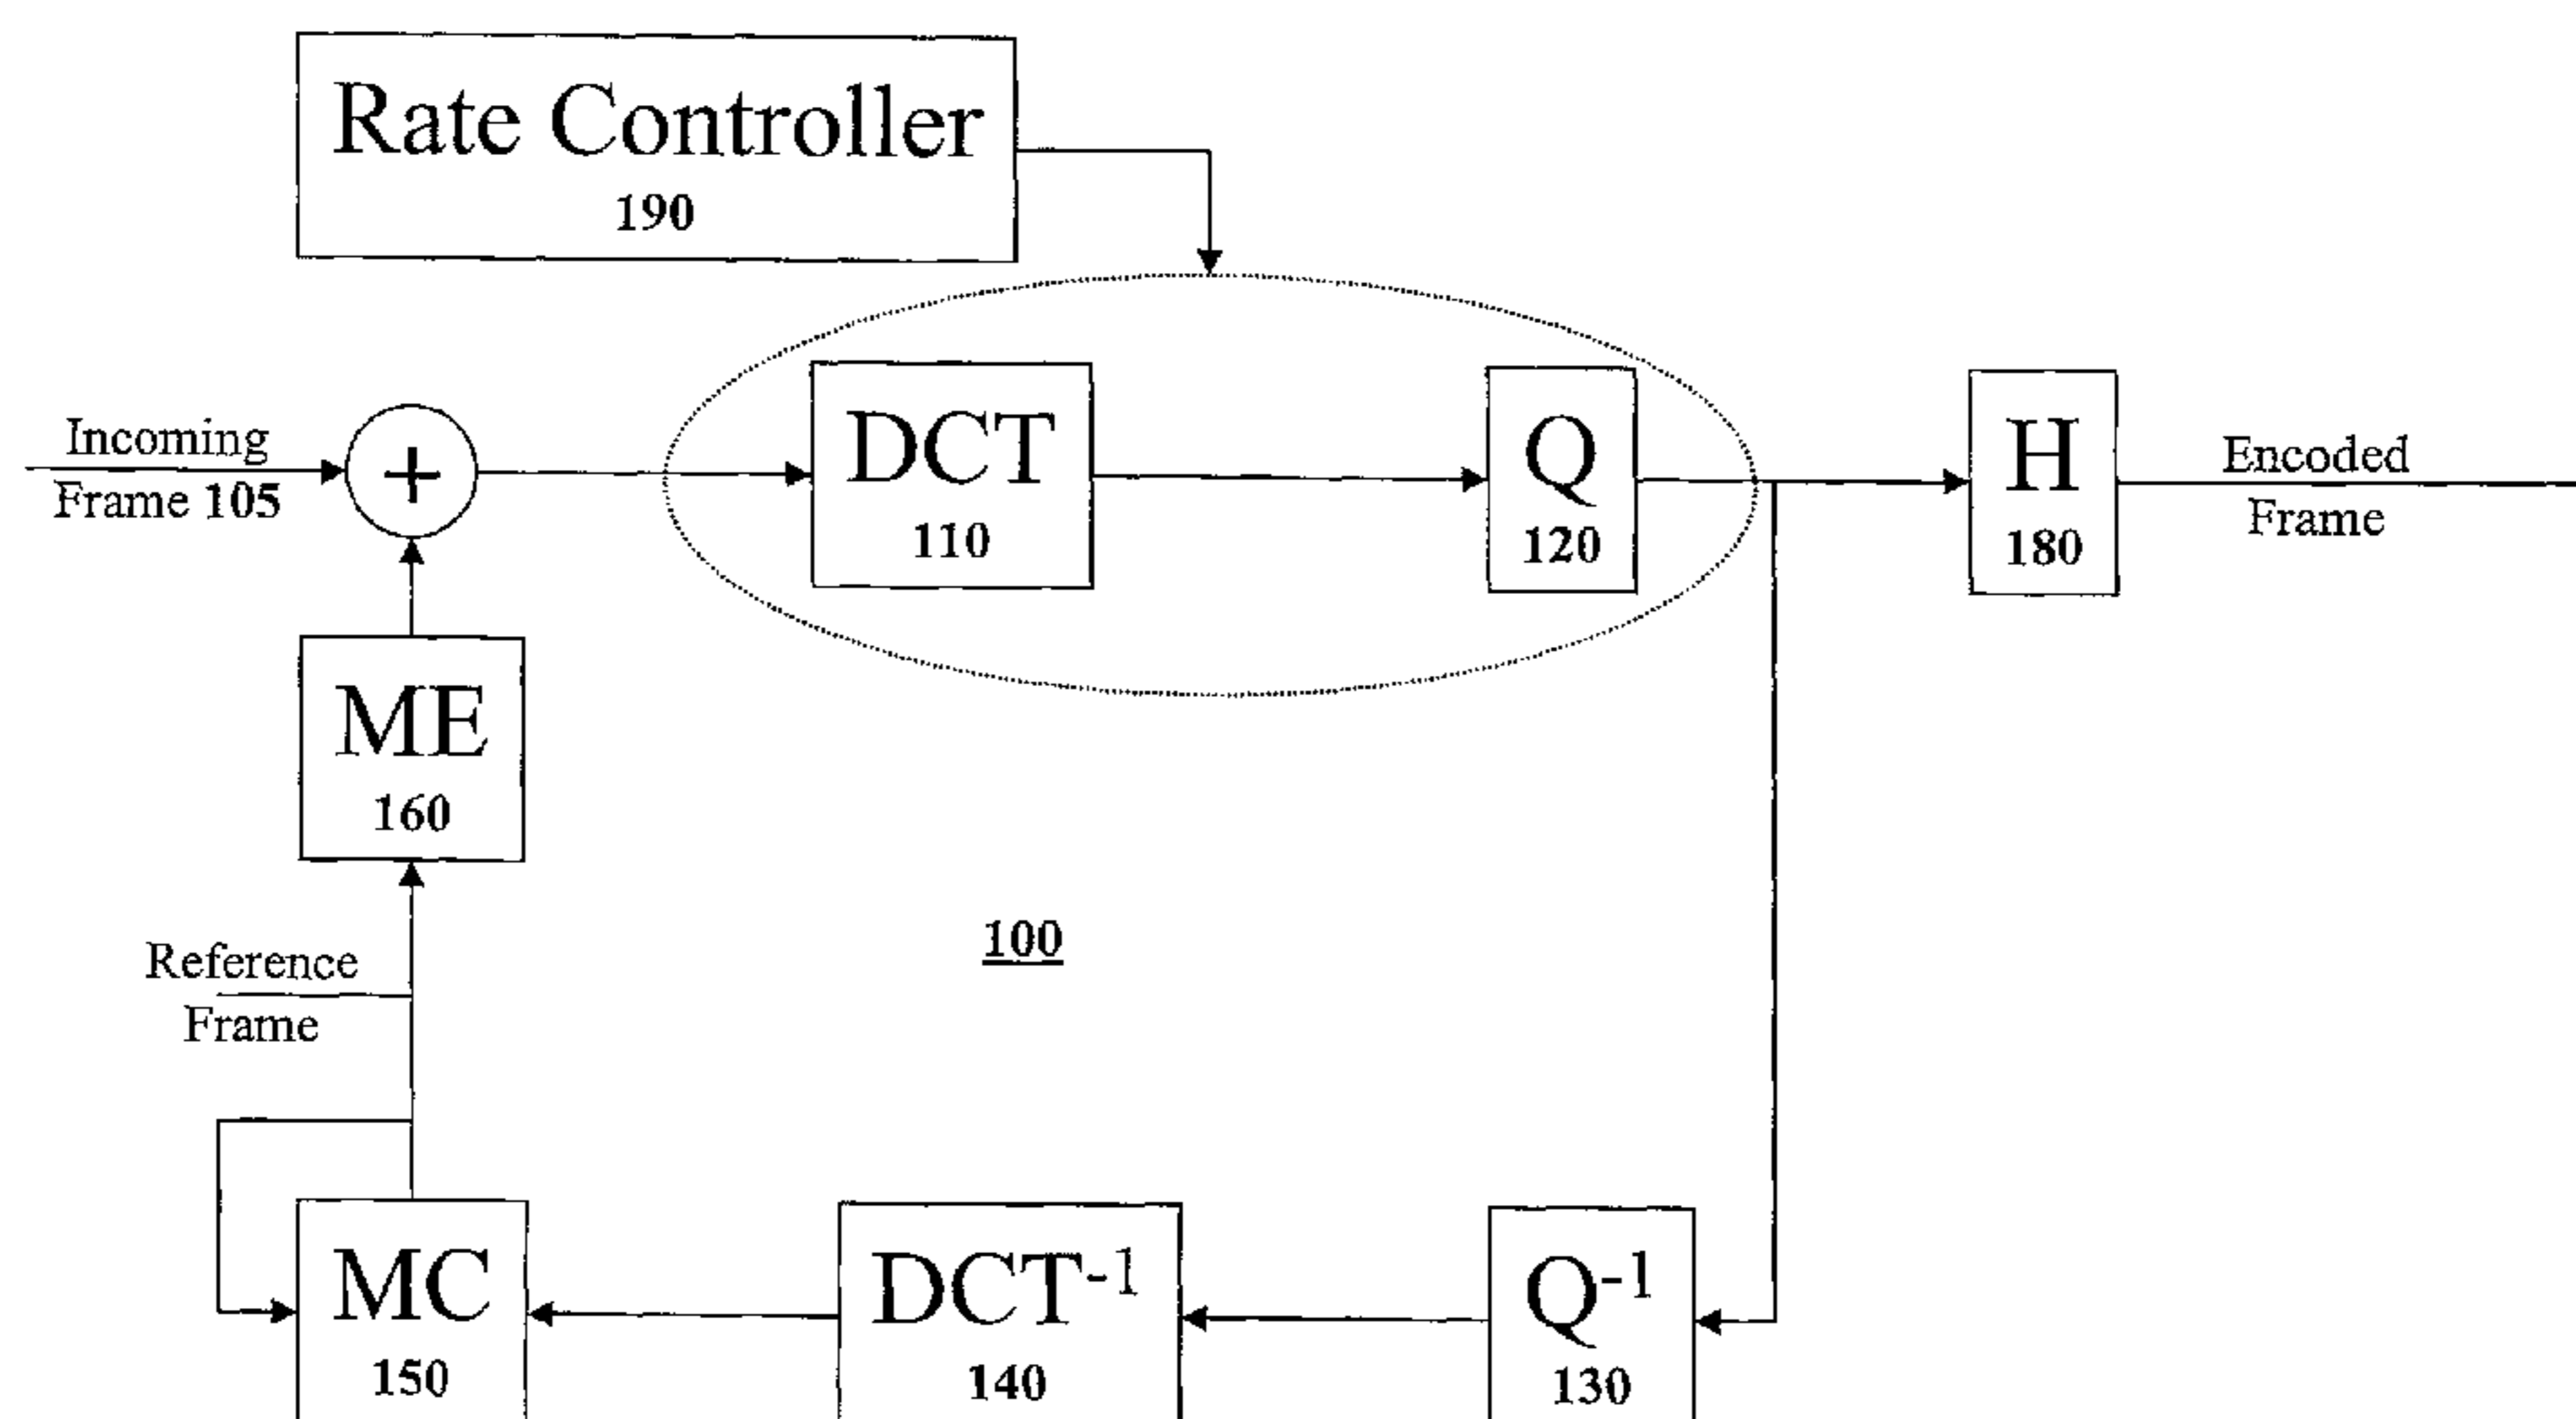 Rate Controller
190
Incoming
Frame 105
+
DCT
110
Q
120
H
180
Encoded
Frame
ME
160
100
Reference
Frame
MC
150
DCT-1
140
Q-1
130